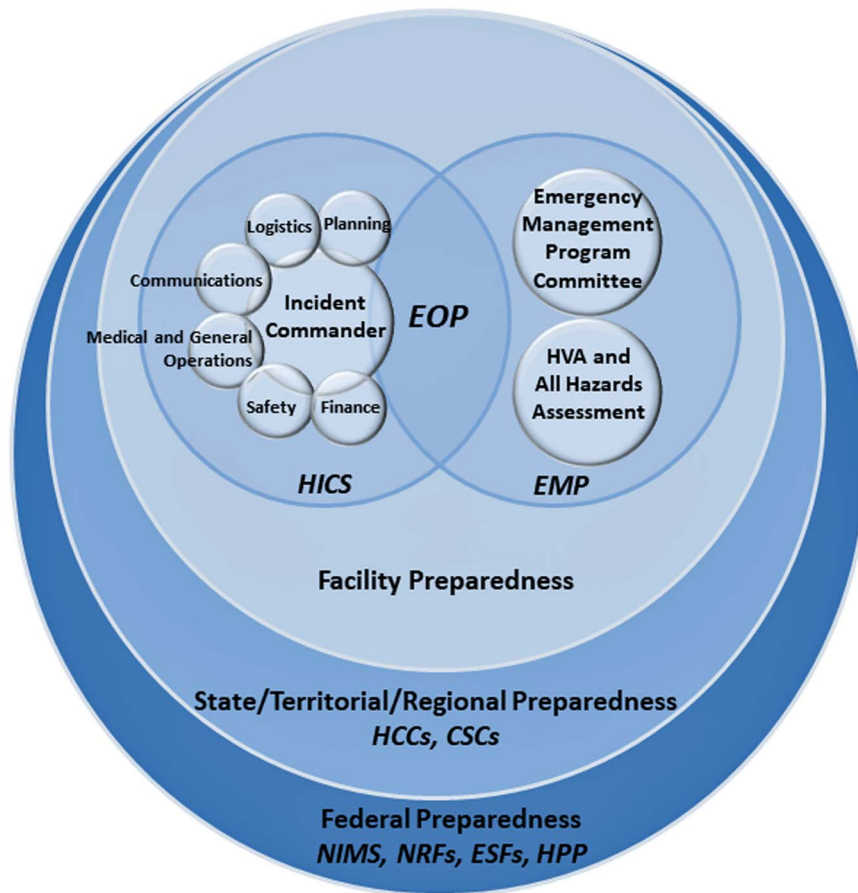 Logistics
Planning
Communications
Medical and General
Operations
Safety
Finance
Incident
Commander
EOP
HICS
Emergency
Management
Program
Committee
HVA and
All Hazards
Assessment
EMP
Facility Preparedness
State/Territorial/Regional Preparedness
HCCs, CSCs
Federal Preparedness
NIMS, NRFs, ESFs, HPP